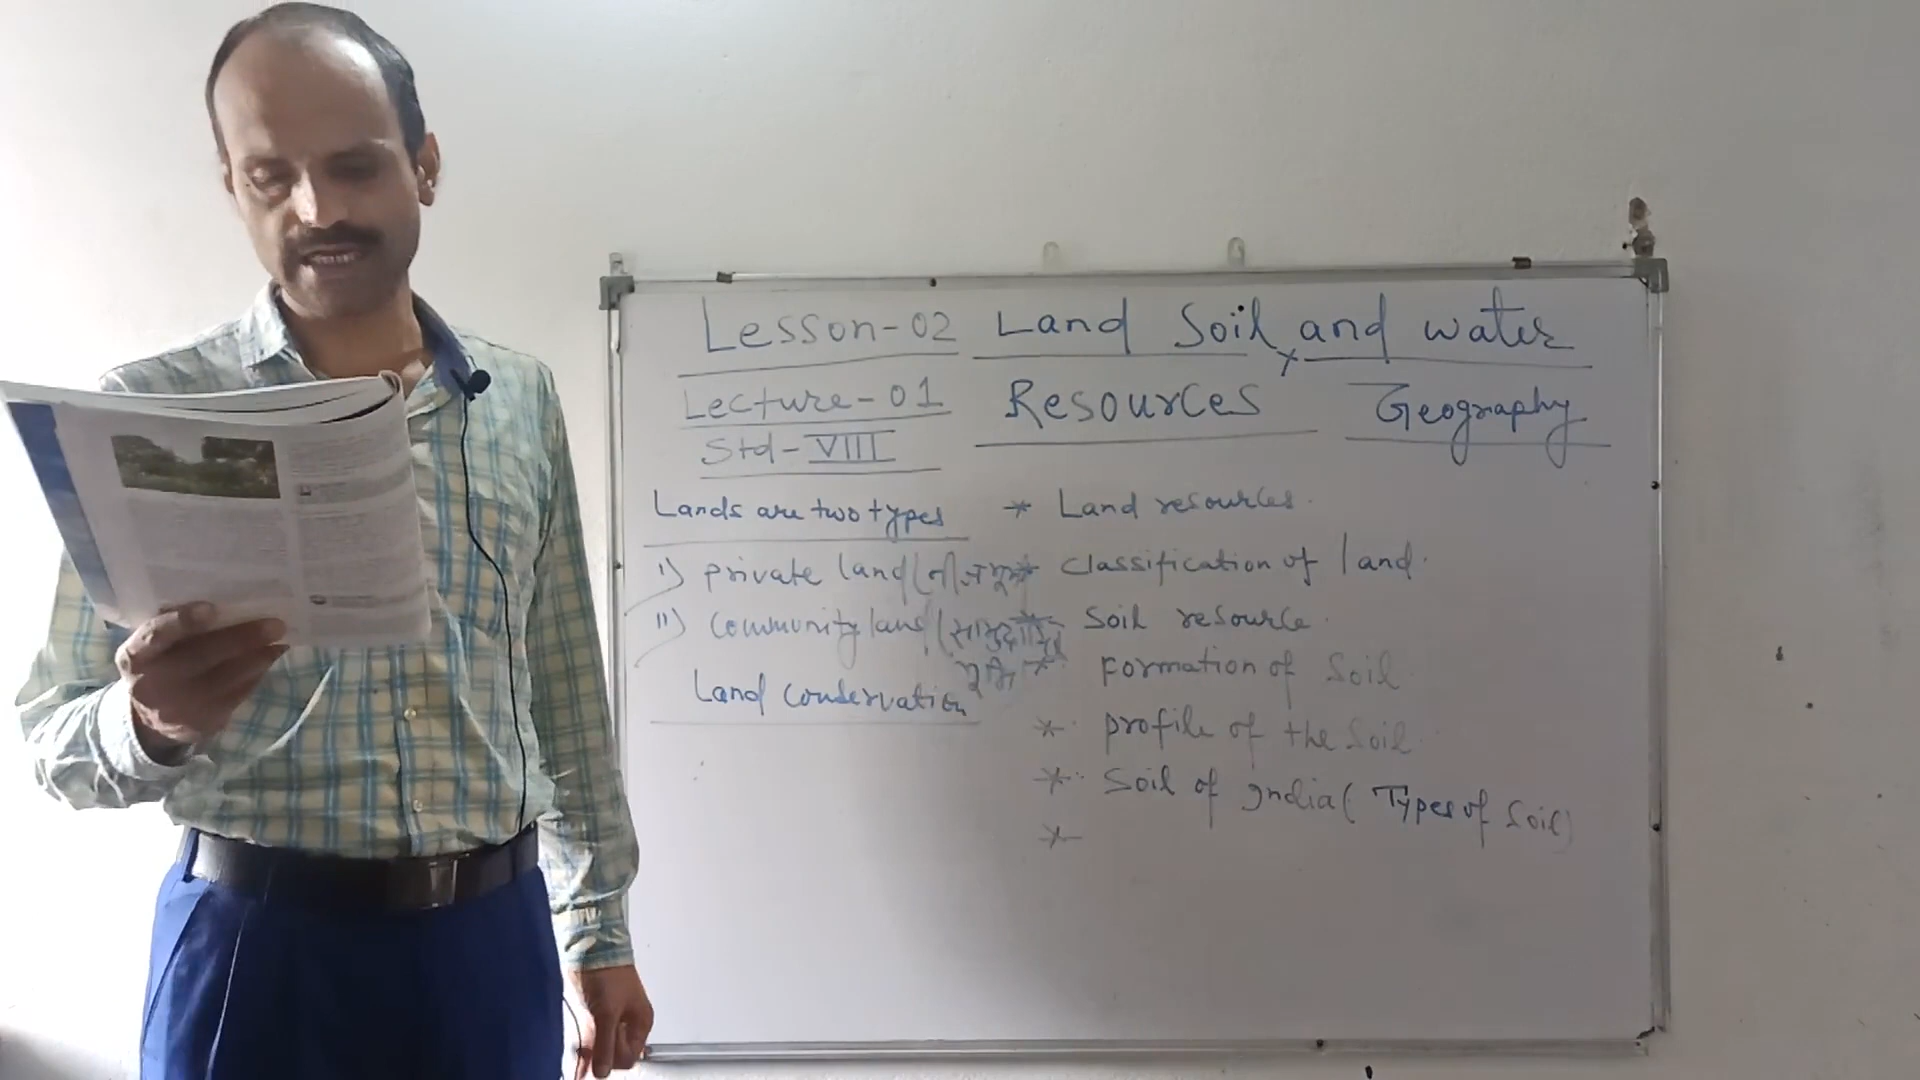 Lesson-02 Land Soil and water
Lecture-01 Resources Geography
Std-VIII
Lands are two types
i) private land (
ii) community land (सामुदायिक
भूमि
Land conservation
* Land resources.
* classification of land.
* Soil resource.
* Formation of Soil.
* profile of the Soil.
* Soil of India (Types of Soil)
*